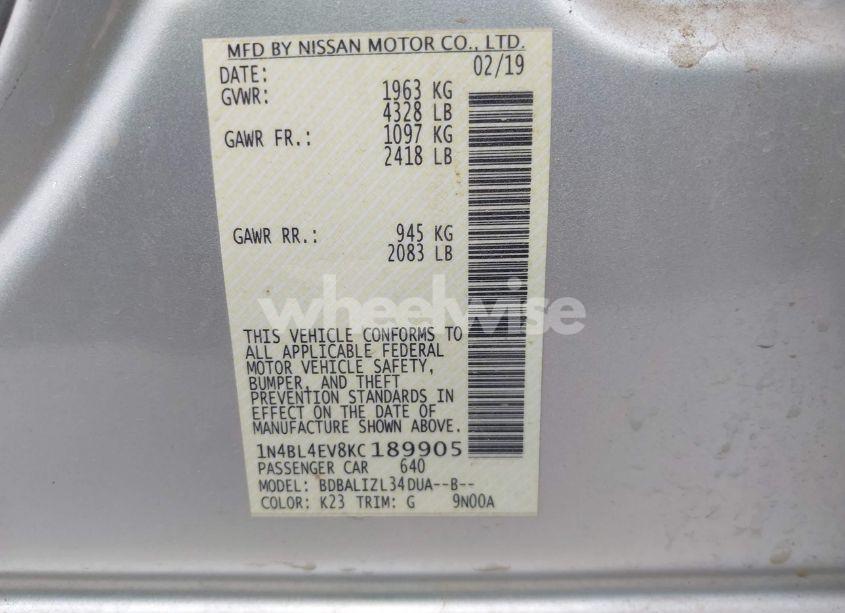 MFD BY NISSAN MOTOR CO., LTD.
DATE: 02/19
GVWR: 1963 KG
4328 LB
GAWR FR.: 1097 KG
2418 LB
GAWR RR.: 945 KG
2083 LB
wheelwise
THIS VEHICLE CONFORMS TO
ALL APPLICABLE FEDERAL
MOTOR VEHICLE SAFETY,
BUMPER, AND THEFT
PREVENTION STANDARDS IN
EFFECT ON THE DATE OF
MANUFACTURE SHOWN ABOVE.
1N4BL4EV8KC189905
PASSENGER CAR 640
MODEL: BDBALIZL34DUA--B--
COLOR: K23 TRIM: G 9N00A